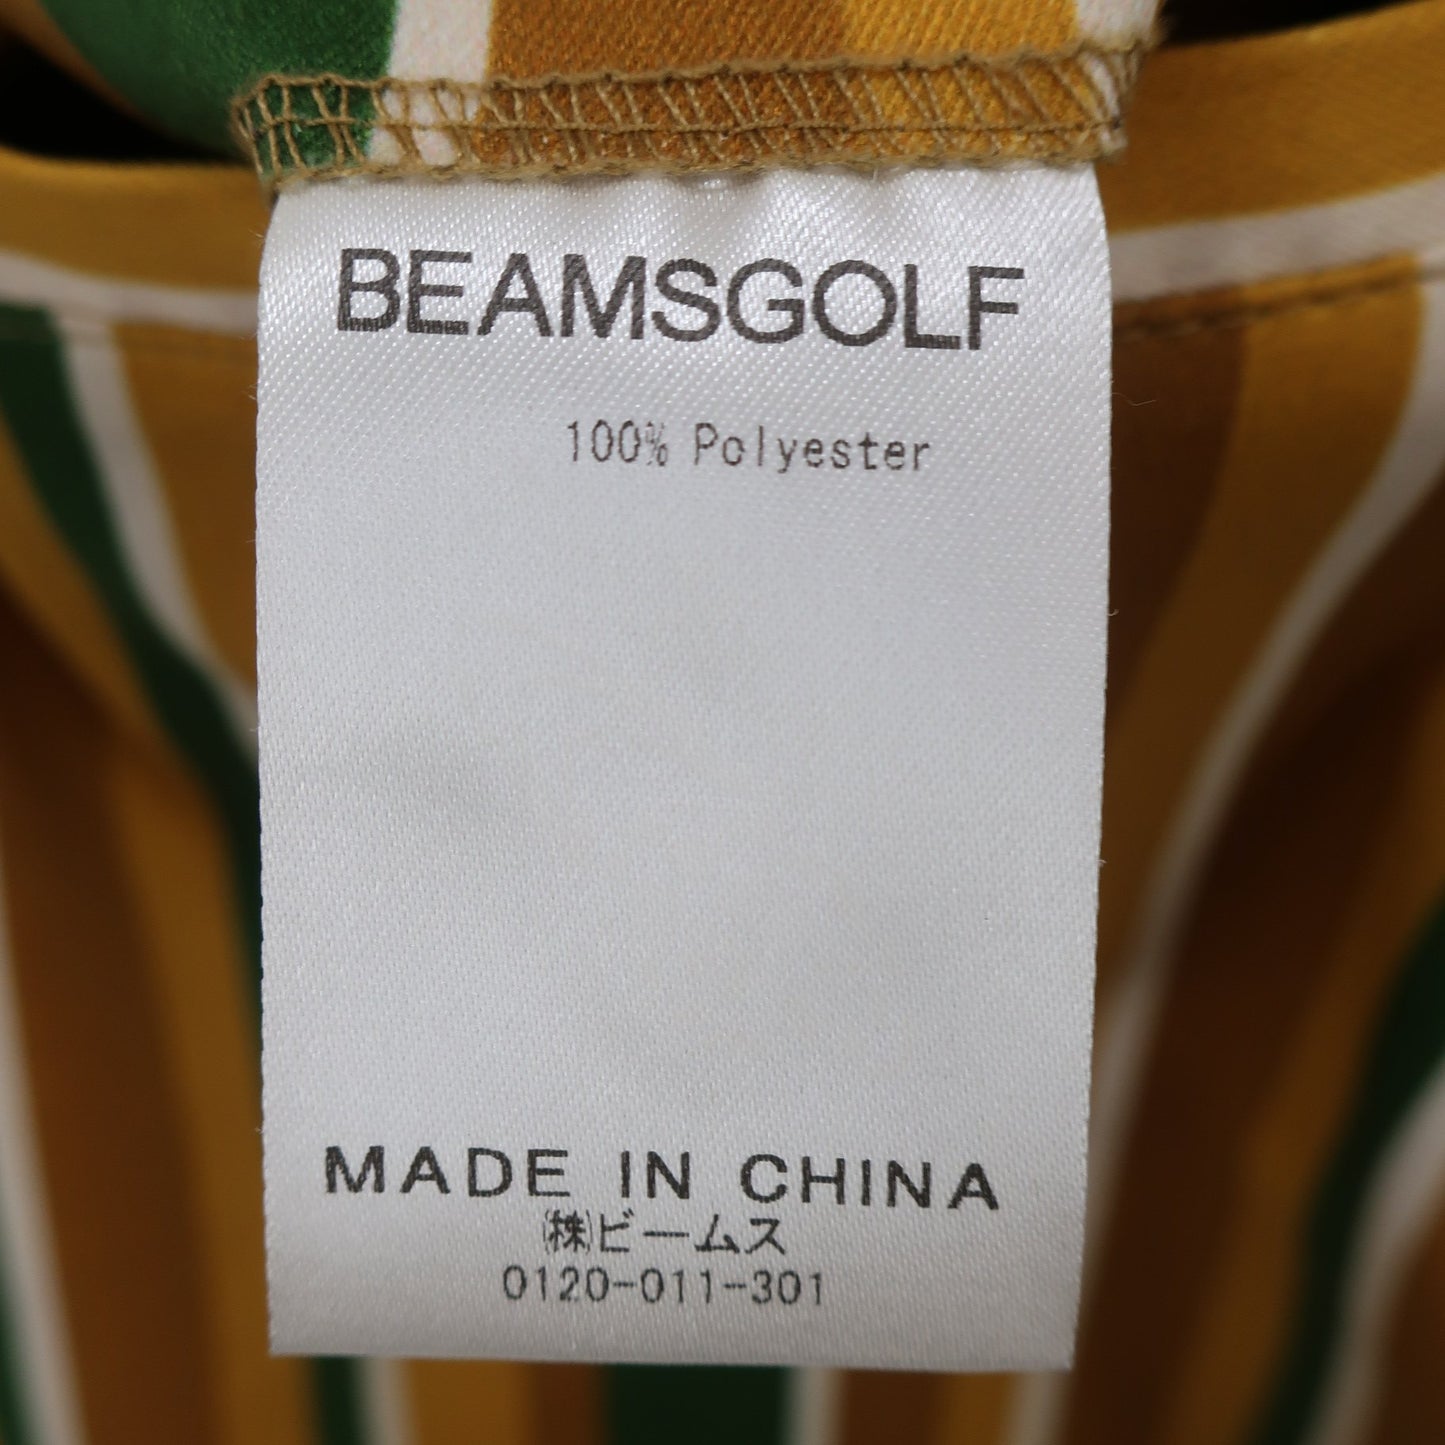 BEAMSGOLF
100% Polyester
MADE IN CHINA
㈱ビームス
0120-011-301